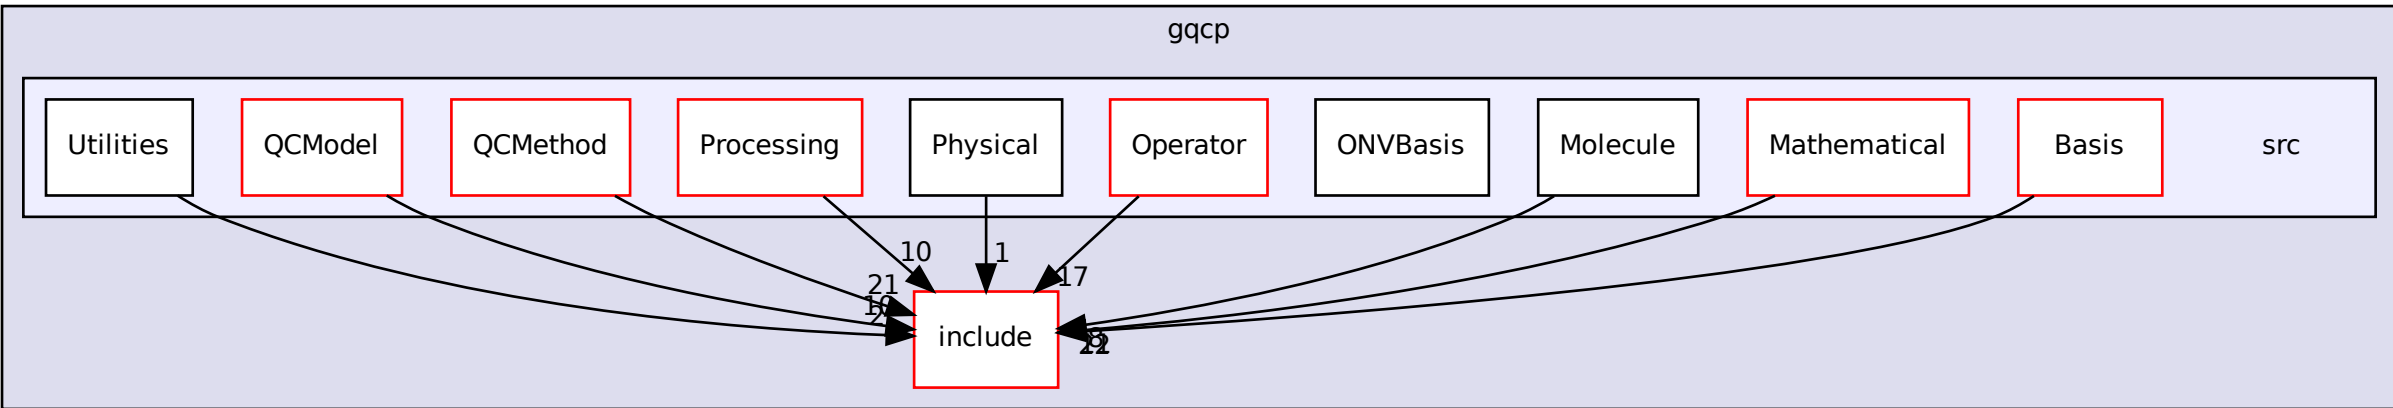 gqcp
Utilities
QCModel
QCMethod
Processing
Physical
Operator
ONVBasis
Molecule
Mathematical
Basis
src
10
1
17
21
include